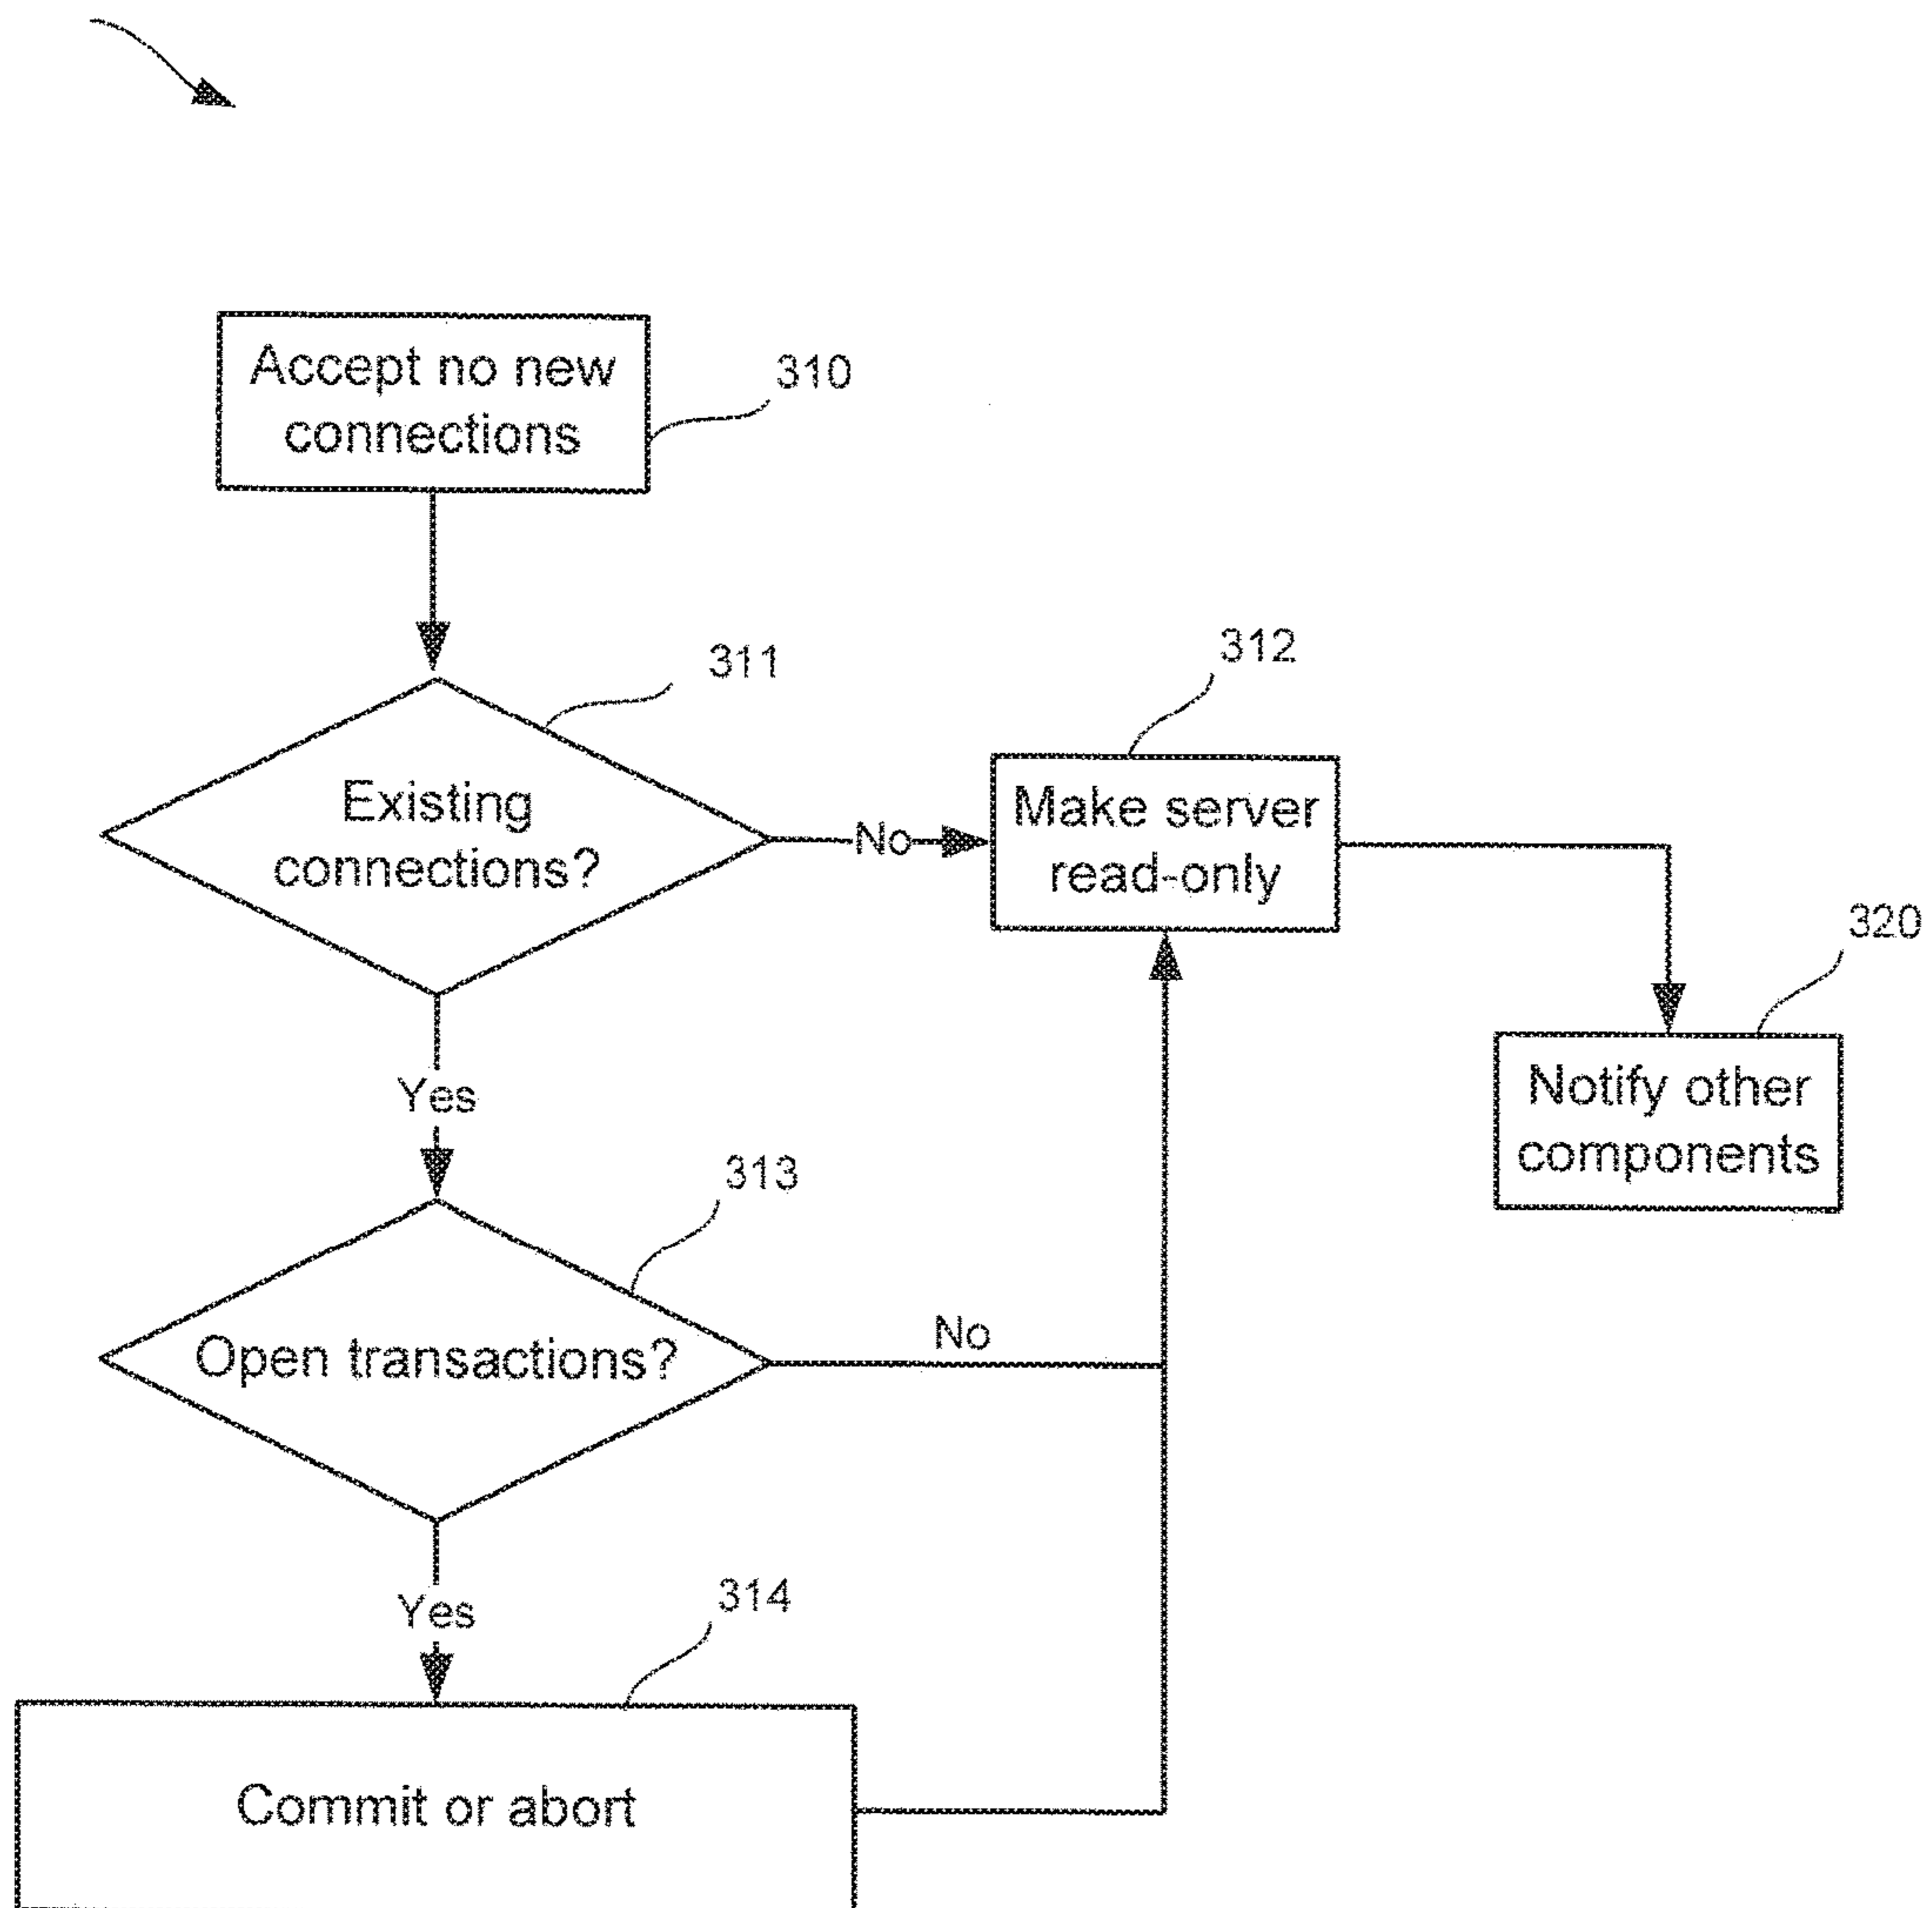 Accept no new
connections
310
311
Existing
connections?
No
312
Make server
read-only
320
Notify other
components
Yes
313
Open transactions?
No
Yes
314
Commit or abort